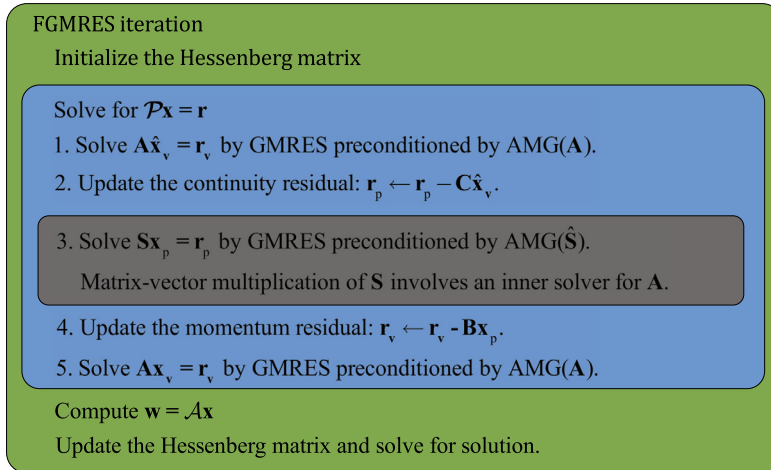 FGMRES iteration
Initialize the Hessenberg matrix
Solve for 𝒫x = r
1. Solve Ax̂ᵥ = rᵥ by GMRES preconditioned by AMG(A).
2. Update the continuity residual: rₚ ← rₚ − Cx̂ᵥ.
3. Solve Sxₚ = rₚ by GMRES preconditioned by AMG(Ŝ).
Matrix-vector multiplication of S involves an inner solver for A.
4. Update the momentum residual: rᵥ ← rᵥ - Bxₚ.
5. Solve Axᵥ = rᵥ by GMRES preconditioned by AMG(A).
Compute w = 𝒜x
Update the Hessenberg matrix and solve for solution.